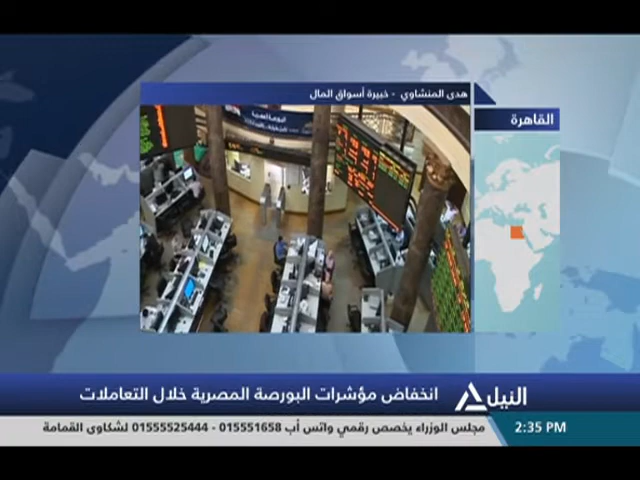 هدى المنشاوي - خبيرة أسواق المال
القاهرة
انخفاض مؤشرات البورصة المصرية خلال التعاملات
النيل
مجلس الوزراء يخصص رقمي واتس أب 015551658 - 01555525444 لشكاوى القمامة
2:35 PM